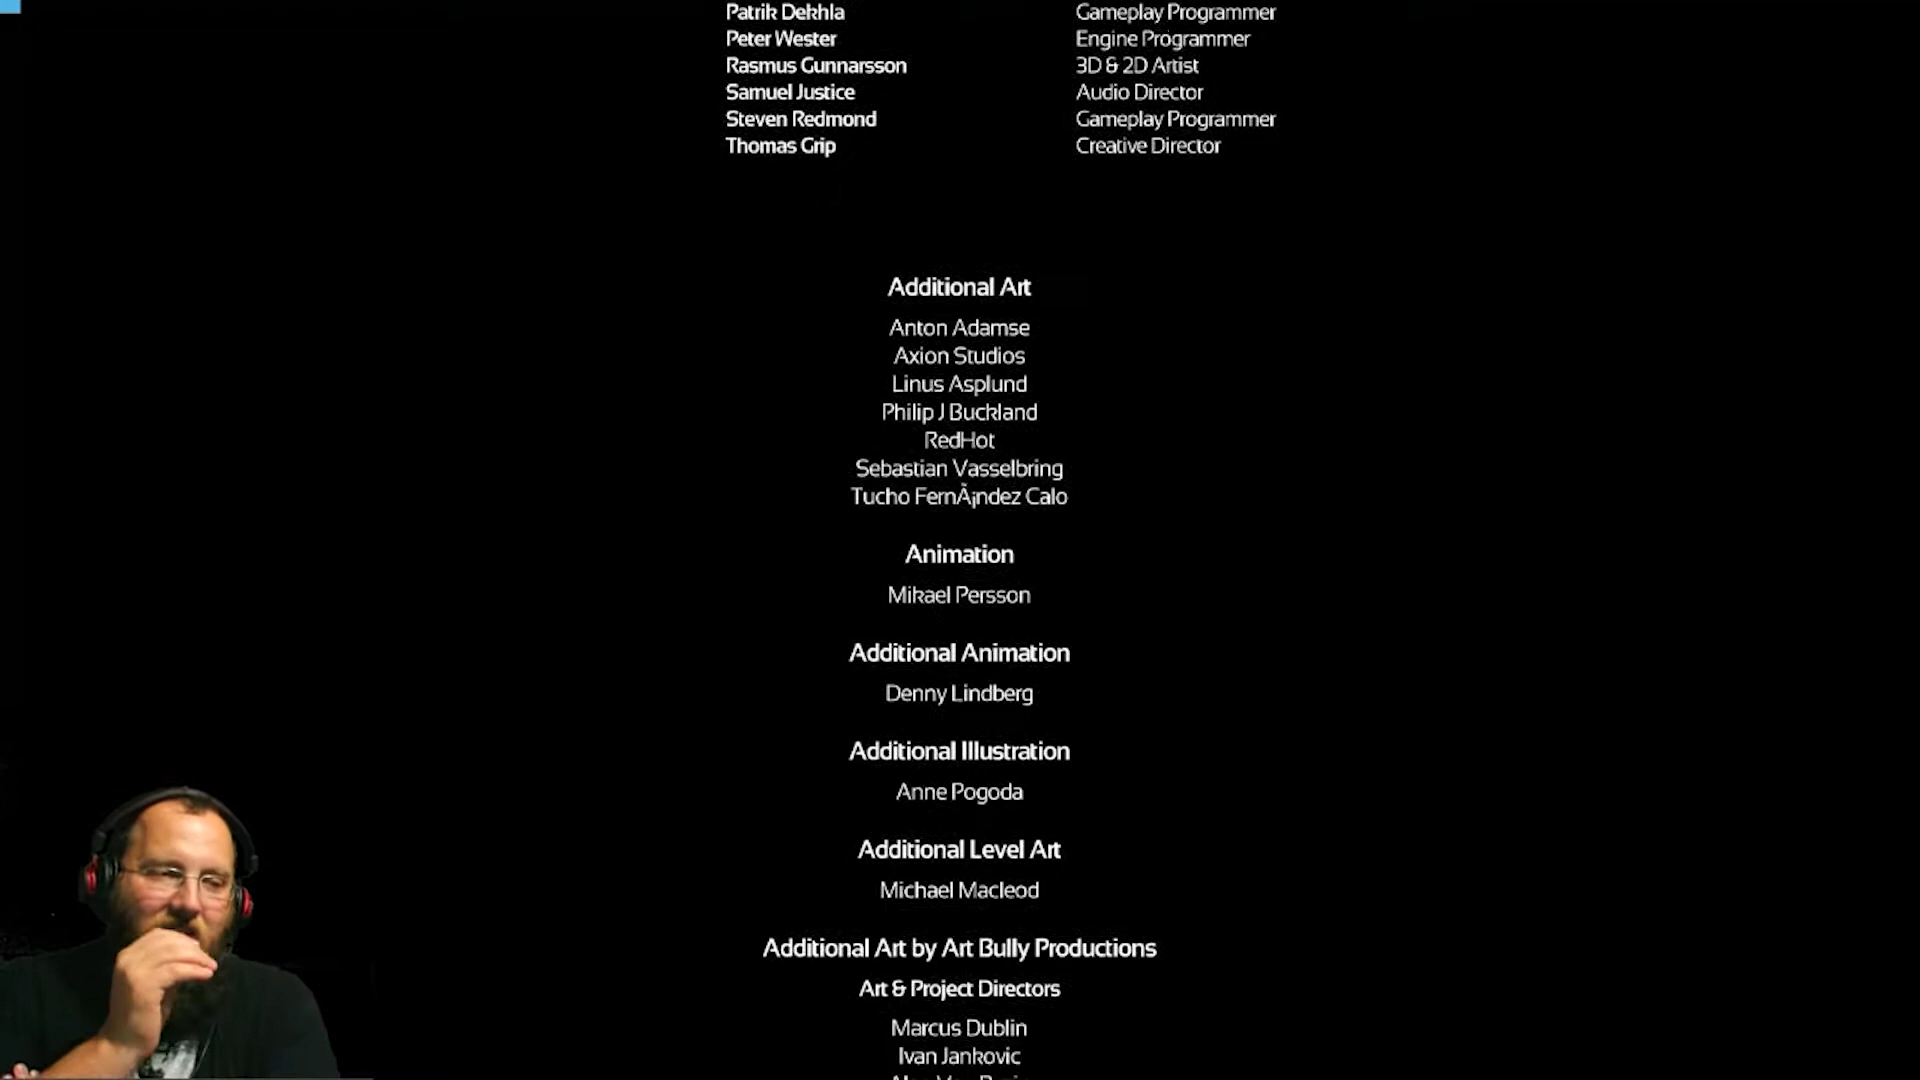 Patrik Dekhla Gameplay Programmer
Peter Wester Engine Programmer
Rasmus Gunnarsson 3D & 2D Artist
Samuel Justice Audio Director
Steven Redmond Gameplay Programmer
Thomas Grip Creative Director
Additional Art
Anton Adamse
Axion Studios
Linus Asplund
Philip J Buckland
RedHot
Sebastian Vasselbring
Tucho FernÃ¡ndez Calo
Animation
Mikael Persson
Additional Animation
Denny Lindberg
Additional Illustration
Anne Pogoda
Additional Level Art
Michael Macleod
Additional Art by Art Bully Productions
Art & Project Directors
Marcus Dublin
Ivan Jankovic